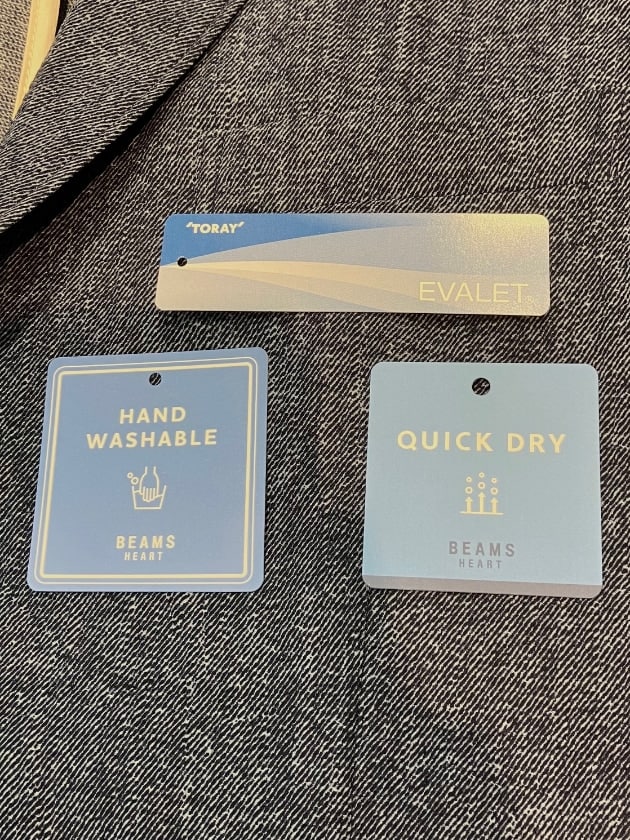 'TORAY'
EVALET®
HAND
WASHABLE
BEAMS
HEART
QUICK DRY
BEAMS
HEART